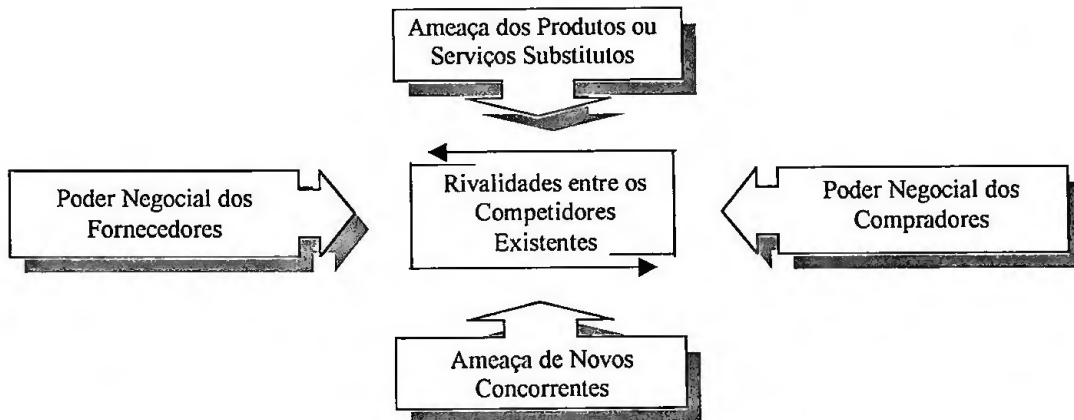 Ameaça dos Produtos ou
Serviços Substitutos
Poder Negocial dos
Fornecedores
Rivalidades entre os
Competidores
Existentes
Poder Negocial dos
Compradores
Ameaça de Novos
Concorrentes